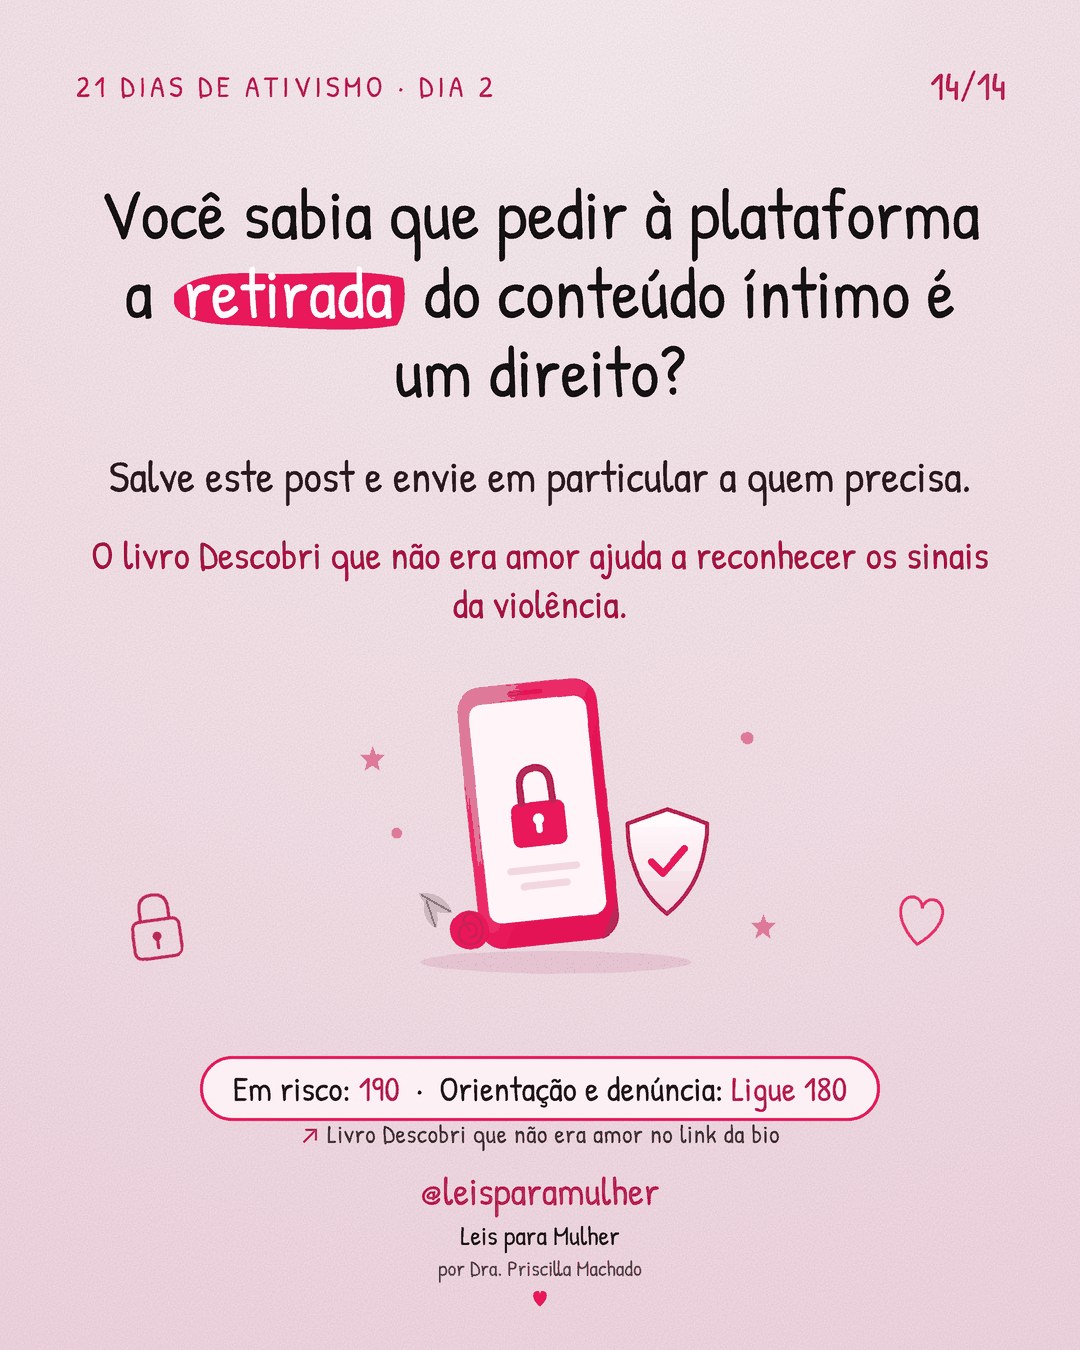 21 DIAS DE ATIVISMO · DIA 2
14/14
Você sabia que pedir à plataforma
a retirada do conteúdo íntimo é
um direito?
Salve este post e envie em particular a quem precisa.
O livro Descobri que não era amor ajuda a reconhecer os sinais
da violência.
Em risco: 190 · Orientação e denúncia: Ligue 180
↗ Livro Descobri que não era amor no link da bio
@leisparamulher
Leis para Mulher
por Dra. Priscilla Machado